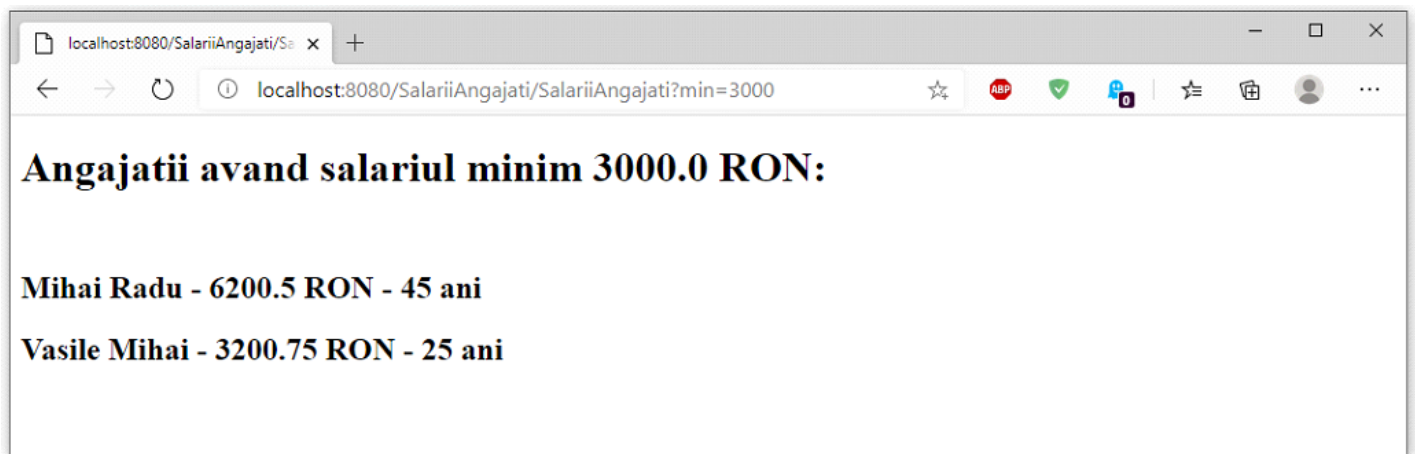 localhost:8080/SalariiAngajati/Sa
localhost:8080/SalariiAngajati/SalariiAngajati?min=3000
ABP
0
Angajatii avand salariul minim 3000.0 RON:
Mihai Radu - 6200.5 RON - 45 ani
Vasile Mihai - 3200.75 RON - 25 ani